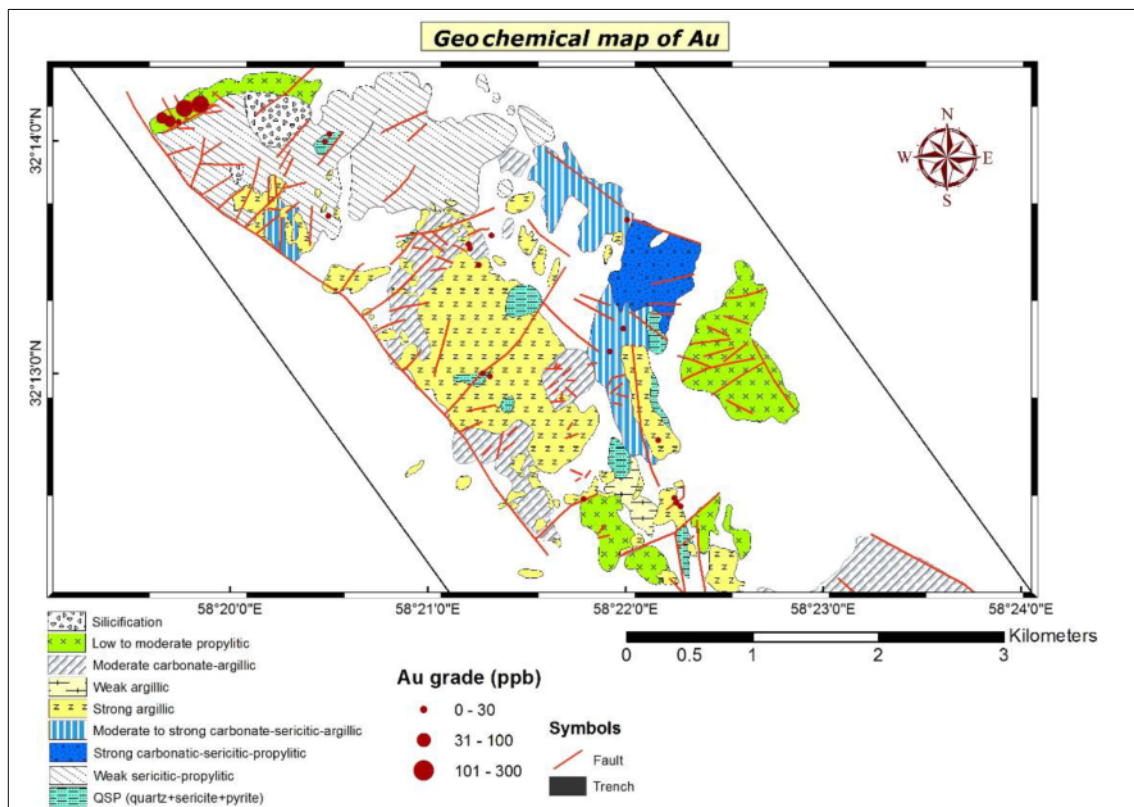 Geochemical map of Au
32°14'0"N
32°13'0"N
N
W
E
S
58°20'0"E
58°21'0"E
58°22'0"E
58°23'0"E
58°24'0"E
Silicification
Low to moderate propylitic
Moderate carbonate-argillic
Weak argillic
Strong argillic
Moderate to strong carbonate-sericitic-argillic
Strong carbonatic-sericitic-propylitic
Weak sericitic-propylitic
QSP (quartz+sericite+pyrite)
Au grade (ppb)
0 - 30
31 - 100
101 - 300
Symbols
Fault
Trench
Kilometers
0 0.5 1 2 3